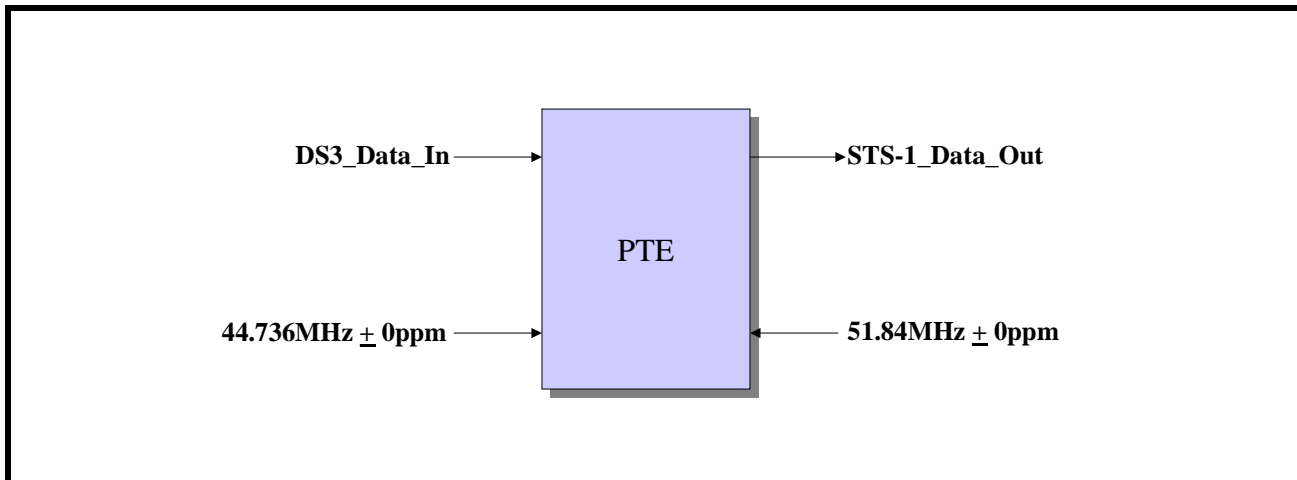 DS3_Data_In
STS-1_Data_Out
PTE
44.736MHz ± 0ppm
51.84MHz ± 0ppm